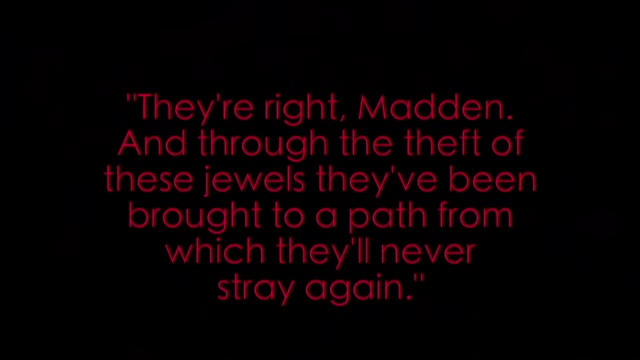 "They're right, Madden.
And through the theft of
these jewels they've been
brought to a path from
which they'll never
stray again."